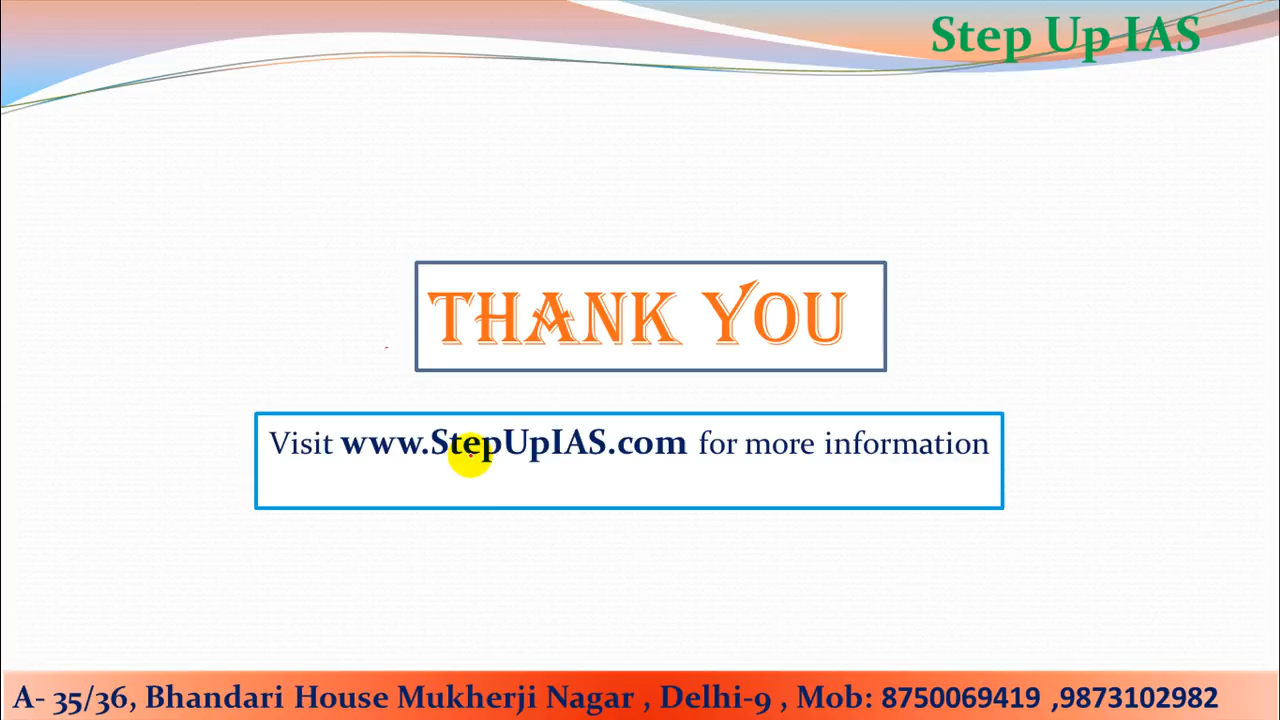 Step Up IAS
THANK YOU
Visit www.StepUpIAS.com for more information
A- 35/36, Bhandari House Mukherji Nagar , Delhi-9 , Mob: 8750069419 ,9873102982